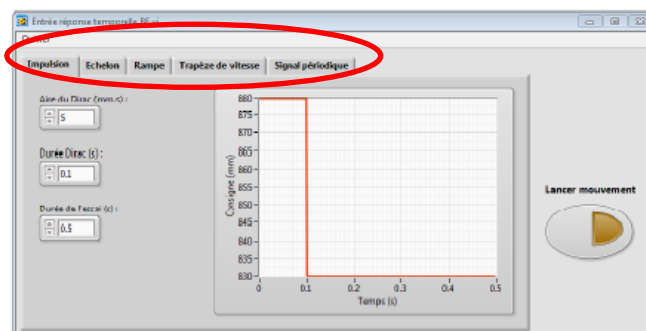 Entrée réponse temporelle BF.vi
Impulsion Echelon Rampe Trapèze de vitesse Signal périodique
Aire du Dirac (mm.s) :
5
Durée Dirac (s) :
0.1
Durée de l'essai (s) :
0.5
Consigne (mm)
880
875
870
865
860
855
850
845
840
835
830
0 0.1 0.2 0.3 0.4 0.5
Temps (s)
Lancer mouvement